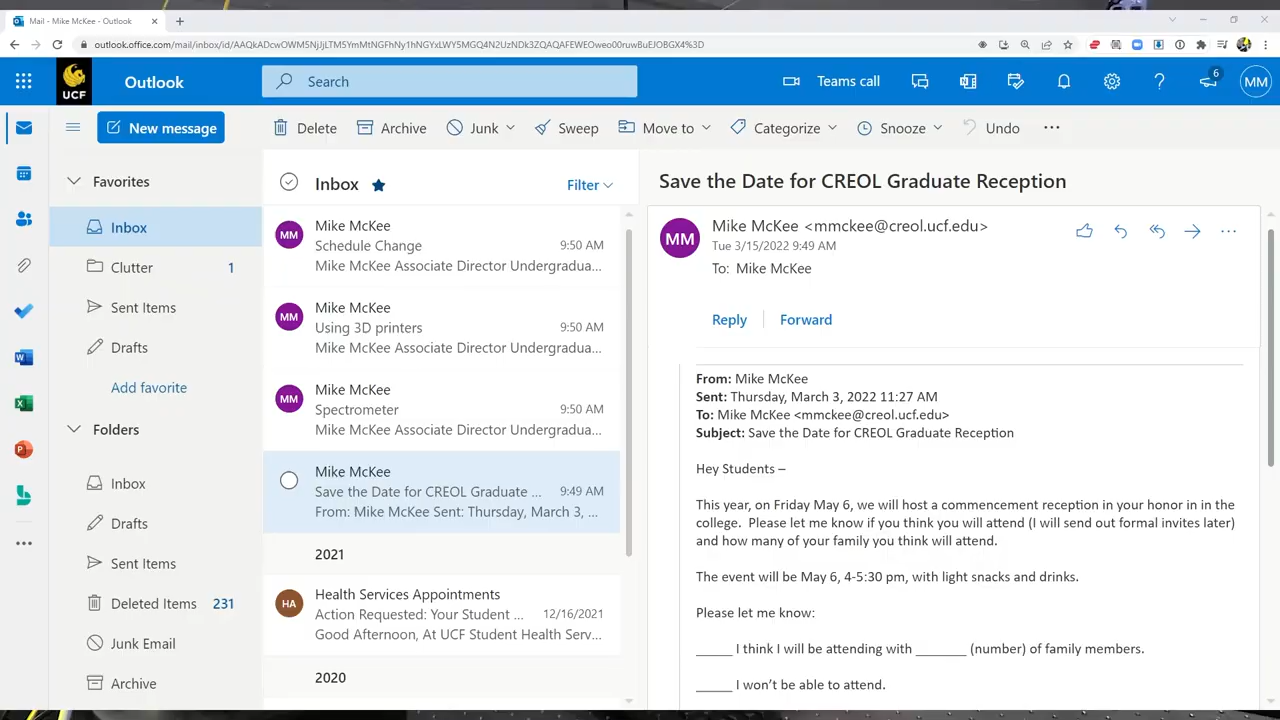 Mail - Mike McKee - Outlook
outlook.office.com/mail/inbox/id/AAQkADcwOWM5NjJjLTM5YmMtNGFhNy1hNGYxLWY5MGQ4N2UzNDk3ZQAQAFEWEOweo00ruwBuEJOBGX4%3D
UCF
Outlook
Search
Teams call
6
MM
New message
Delete
Archive
Junk
Sweep
Move to
Categorize
Snooze
Undo
Favorites
Inbox
Clutter 1
Sent Items
Drafts
Add favorite
Folders
Inbox
Drafts
Sent Items
Deleted Items 231
Junk Email
Archive
Inbox
Filter
MM
Mike McKee
Schedule Change 9:50 AM
Mike McKee Associate Director Undergradua...
MM
Mike McKee
Using 3D printers 9:50 AM
Mike McKee Associate Director Undergradua...
MM
Mike McKee
Spectrometer 9:50 AM
Mike McKee Associate Director Undergradua...
Mike McKee
Save the Date for CREOL Graduate ... 9:49 AM
From: Mike McKee Sent: Thursday, March 3, ...
2021
HA
Health Services Appointments
Action Requested: Your Student ... 12/16/2021
Good Afternoon, At UCF Student Health Serv...
2020
Save the Date for CREOL Graduate Reception
MM
Mike McKee <mmckee@creol.ucf.edu>
Tue 3/15/2022 9:49 AM
To: Mike McKee
Reply
Forward
From: Mike McKee
Sent: Thursday, March 3, 2022 11:27 AM
To: Mike McKee <mmckee@creol.ucf.edu>
Subject: Save the Date for CREOL Graduate Reception
Hey Students –
This year, on Friday May 6, we will host a commencement reception in your honor in in the
college. Please let me know if you think you will attend (I will send out formal invites later)
and how many of your family you think will attend.
The event will be May 6, 4-5:30 pm, with light snacks and drinks.
Please let me know:
_____ I think I will be attending with _______ (number) of family members.
_____ I won't be able to attend.